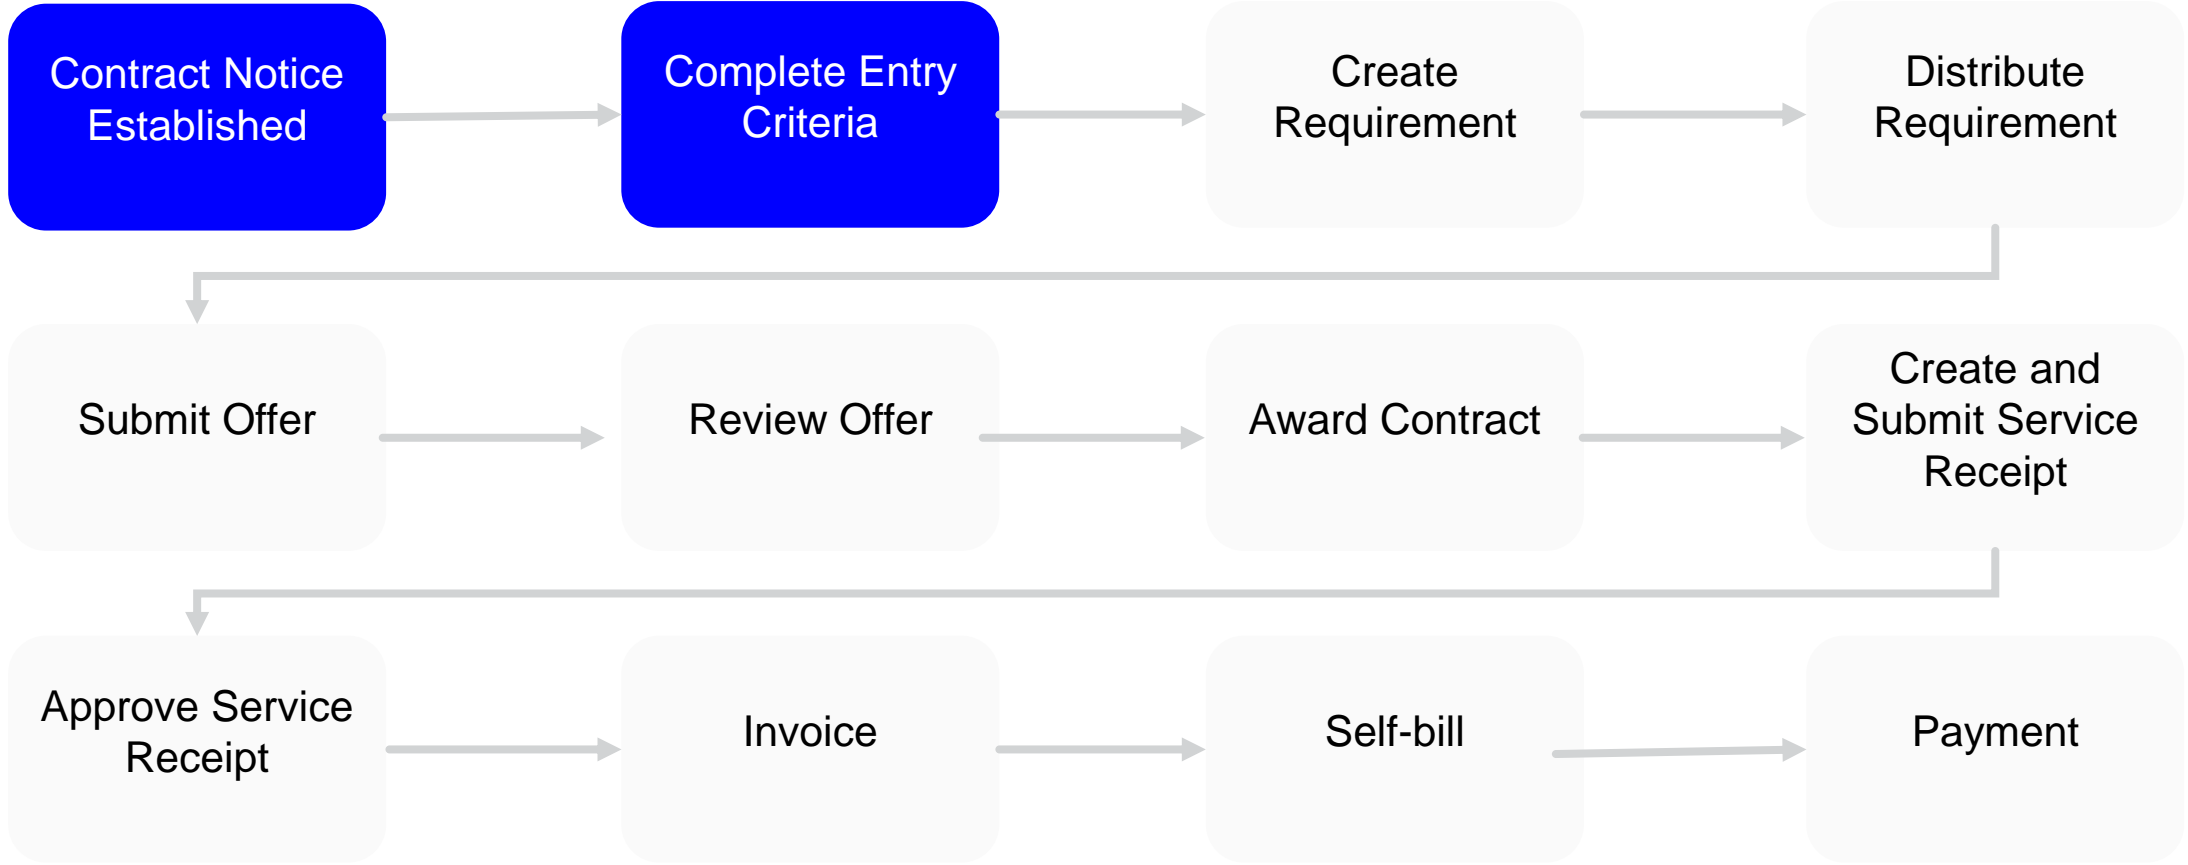 Contract Notice
Established
Complete Entry
Criteria
Create
Requirement
Distribute
Requirement
Submit Offer
Review Offer
Award Contract
Create and
Submit Service
Receipt
Approve Service
Receipt
Invoice
Self-bill
Payment